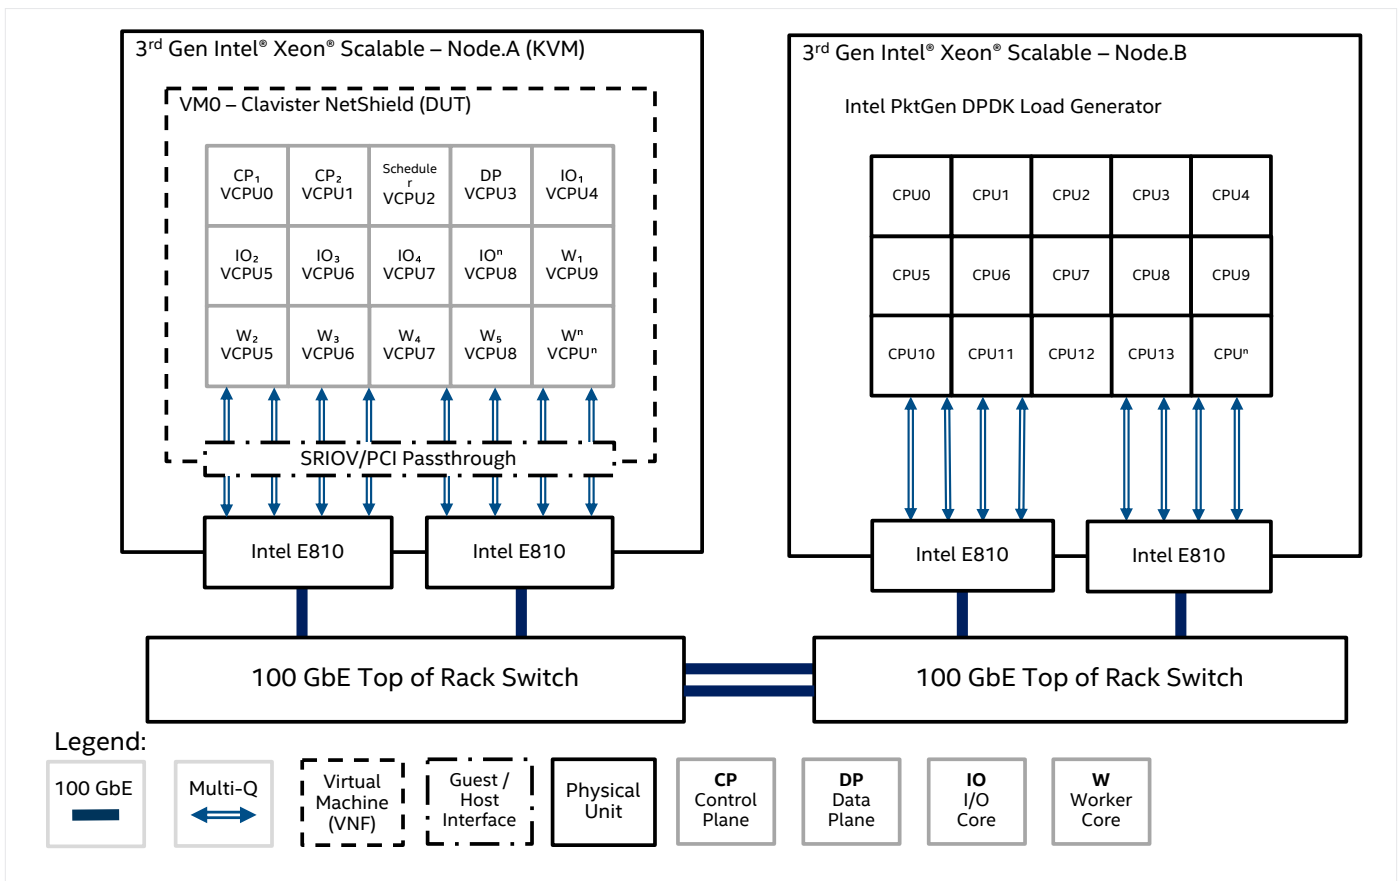 3rd Gen Intel® Xeon® Scalable – Node.A (KVM)
VM0 – Clavister NetShield (DUT)
CP₁
VCPU0
CP₂
VCPU1
Schedule
r
VCPU2
DP
VCPU3
IO₁
VCPU4
IO₂
VCPU5
IO₃
VCPU6
IO₄
VCPU7
IOⁿ
VCPU8
W₁
VCPU9
W₂
VCPU5
W₃
VCPU6
W₄
VCPU7
W₅
VCPU8
Wⁿ
VCPUⁿ
SRIOV/PCI Passthrough
Intel E810
Intel E810
3rd Gen Intel® Xeon® Scalable – Node.B
Intel PktGen DPDK Load Generator
CPU0
CPU1
CPU2
CPU3
CPU4
CPU5
CPU6
CPU7
CPU8
CPU9
CPU10
CPU11
CPU12
CPU13
CPUⁿ
Intel E810
Intel E810
100 GbE Top of Rack Switch
100 GbE Top of Rack Switch
Legend:
100 GbE
Multi-Q
Virtual
Machine
(VNF)
Guest /
Host
Interface
Physical
Unit
CP
Control
Plane
DP
Data
Plane
IO
I/O
Core
W
Worker
Core